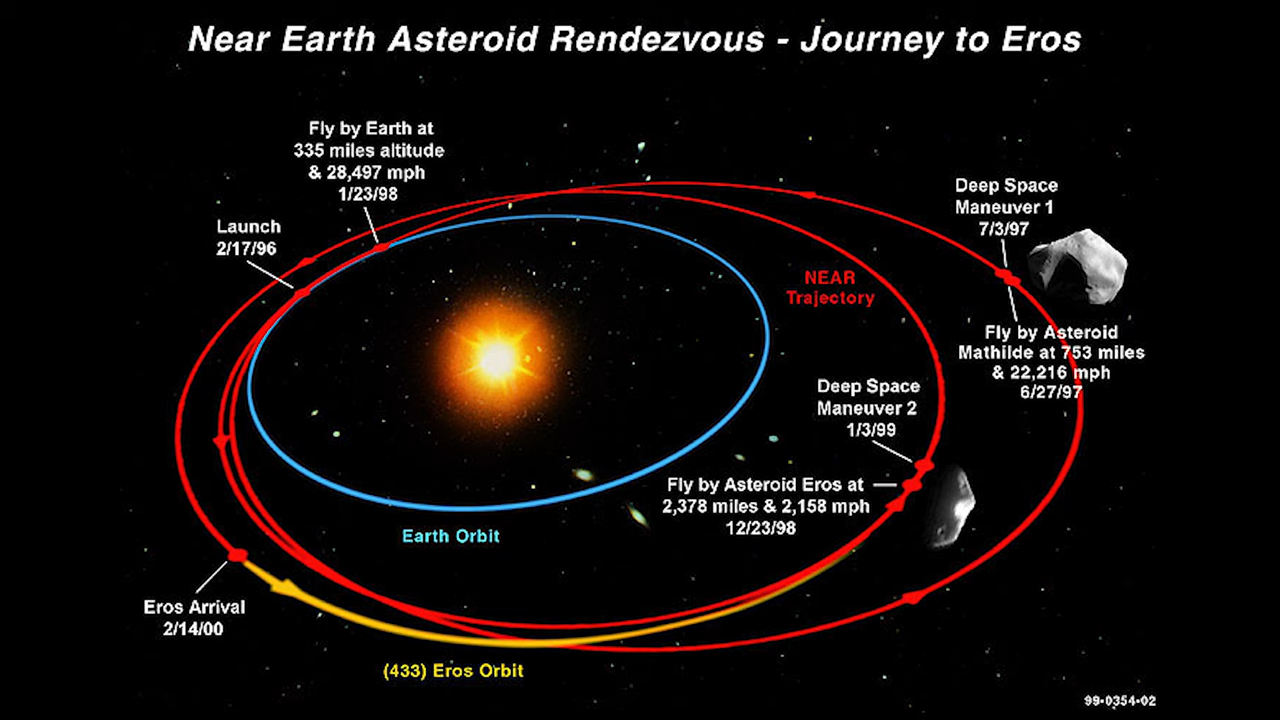 Near Earth Asteroid Rendezvous - Journey to Eros
Fly by Earth at
335 miles altitude
& 28,497 mph
1/23/98
Launch
2/17/96
Deep Space
Maneuver 1
7/3/97
NEAR
Trajectory
Fly by Asteroid
Mathilde at 753 miles
& 22,216 mph
6/27/97
Deep Space
Maneuver 2
1/3/99
Fly by Asteroid Eros at
2,378 miles & 2,158 mph
12/23/98
Earth Orbit
Eros Arrival
2/14/00
(433) Eros Orbit
99-0354-02